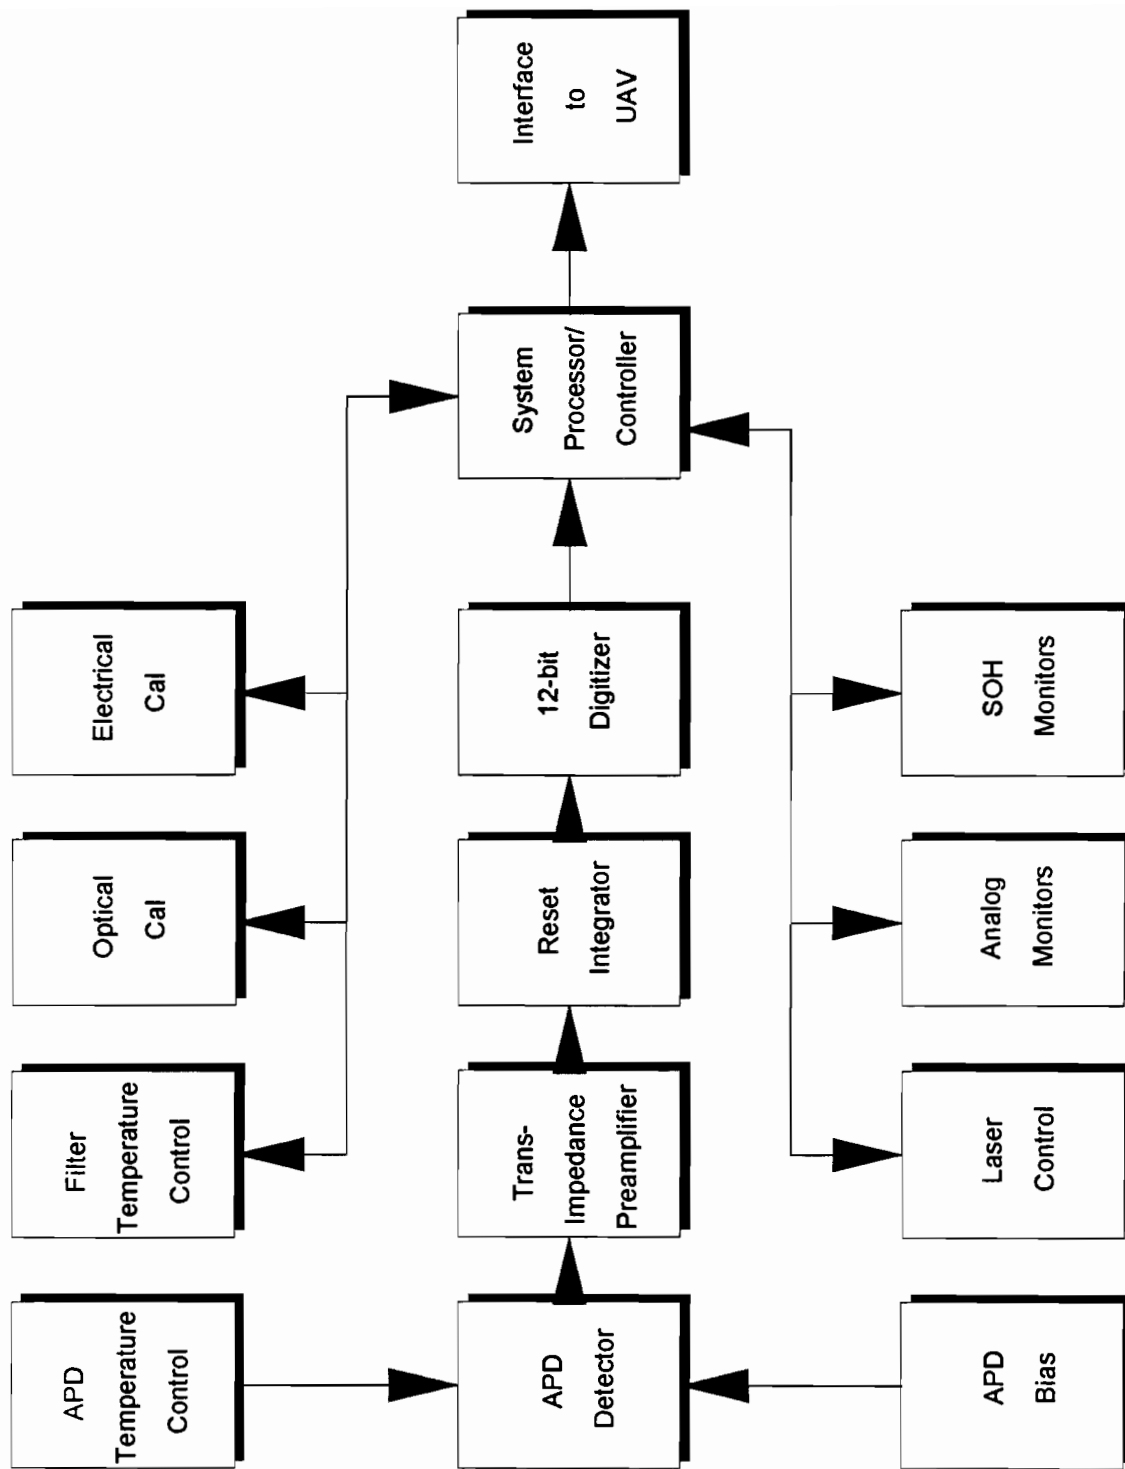 APD
Temperature
Control
Filter
Temperature
Control
Optical
Cal
Electrical
Cal
APD
Detector
Trans-
Impedance
Preamplifier
Reset
Integrator
12-bit
Digitizer
System
Processor/
Controller
Interface
to
UAV
APD
Bias
Laser
Control
Analog
Monitors
SOH
Monitors